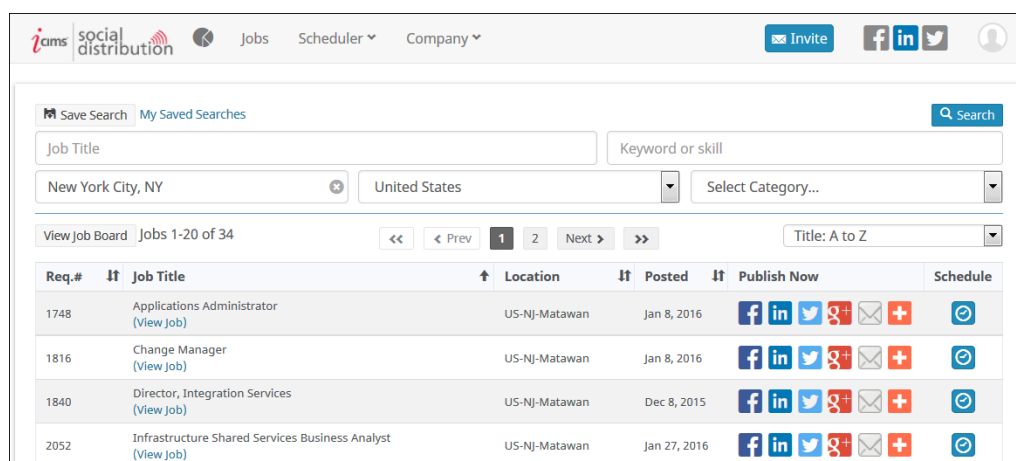 icims social distribution Jobs Scheduler Company Invite
Save Search My Saved Searches Search
Job Title Keyword or skill
New York City, NY United States Select Category...
View Job Board Jobs 1-20 of 34 << < Prev 1 2 Next > >> Title: A to Z
Req.# Job Title Location Posted Publish Now Schedule
1748 Applications Administrator (View Job) US-NJ-Matawan Jan 8, 2016
1816 Change Manager (View Job) US-NJ-Matawan Jan 8, 2016
1840 Director, Integration Services (View Job) US-NJ-Matawan Dec 8, 2015
2052 Infrastructure Shared Services Business Analyst (View Job) US-NJ-Matawan Jan 27, 2016